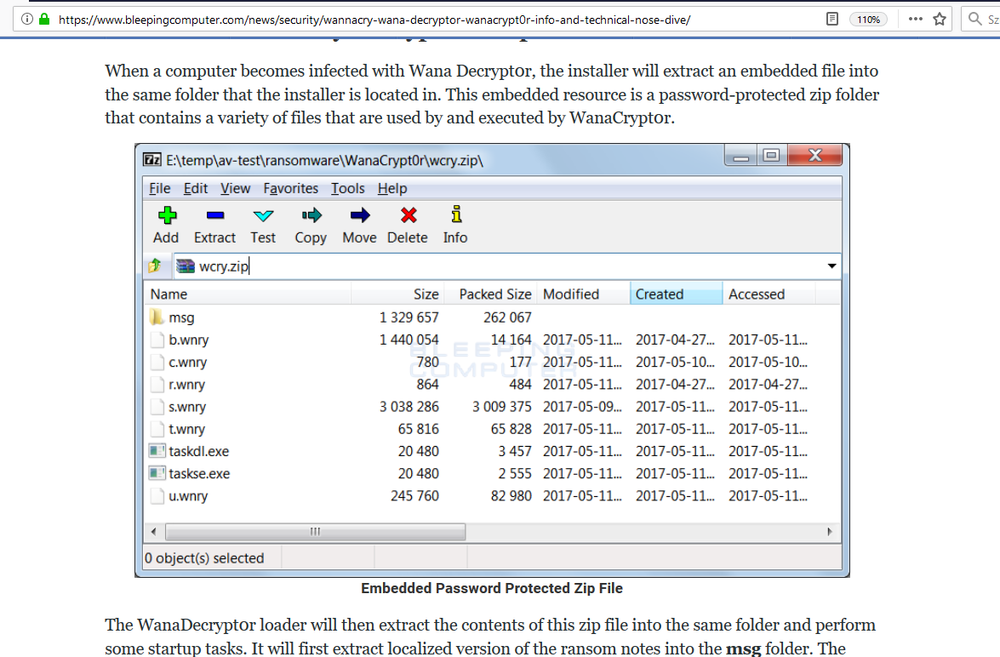 https://www.bleepingcomputer.com/news/security/wannacry-wana-decryptor-wanacrypt0r-info-and-technical-nose-dive/ 110% Sz
When a computer becomes infected with Wana Decrypt0r, the installer will extract an embedded file into
the same folder that the installer is located in. This embedded resource is a password-protected zip folder
that contains a variety of files that are used by and executed by WanaCrypt0r.
E:\temp\av-test\ransomware\WanaCrypt0r\wcry.zip\
File Edit View Favorites Tools Help
Add Extract Test Copy Move Delete Info
wcry.zip
Name Size Packed Size Modified Created Accessed
msg 1 329 657 262 067
b.wnry 1 440 054 14 164 2017-05-11... 2017-04-27... 2017-05-11...
c.wnry 780 177 2017-05-11... 2017-05-10... 2017-05-10...
r.wnry 864 484 2017-05-11... 2017-04-27... 2017-04-27...
s.wnry 3 038 286 3 009 375 2017-05-09... 2017-05-11... 2017-05-11...
t.wnry 65 816 65 828 2017-05-11... 2017-05-11... 2017-05-11...
taskdl.exe 20 480 3 457 2017-05-11... 2017-05-11... 2017-05-11...
taskse.exe 20 480 2 555 2017-05-11... 2017-05-11... 2017-05-11...
u.wnry 245 760 82 980 2017-05-11... 2017-05-11... 2017-05-11...
BLEEPING
COMPUTER
0 object(s) selected
Embedded Password Protected Zip File
The WanaDecryptor loader will then extract the contents of this zip file into the same folder and perform
some startup tasks. It will first extract localized version of the ransom notes into the msg folder. The